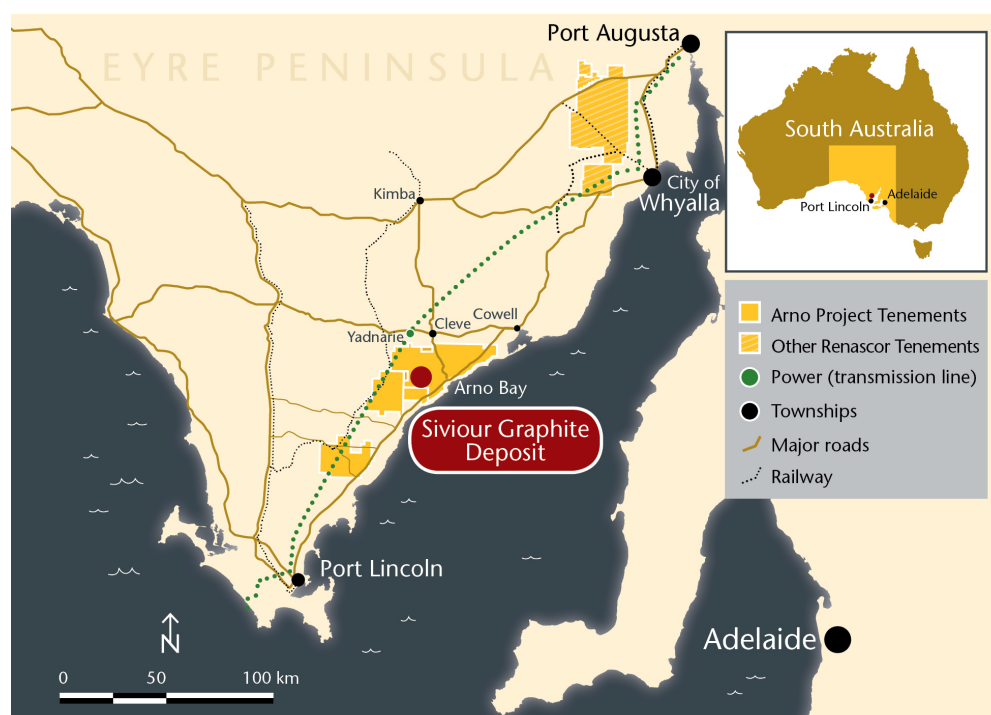 EYRE PENINSULA
Port Augusta
South Australia
Adelaide
Port Lincoln
City of
Whyalla
Kimba
Cowell
Cleve
Yadnarie
Arno Bay
Siviour Graphite
Deposit
Arno Project Tenements
Other Renascor Tenements
Power (transmission line)
Townships
Major roads
Railway
Port Lincoln
Adelaide
N
0 50 100 km